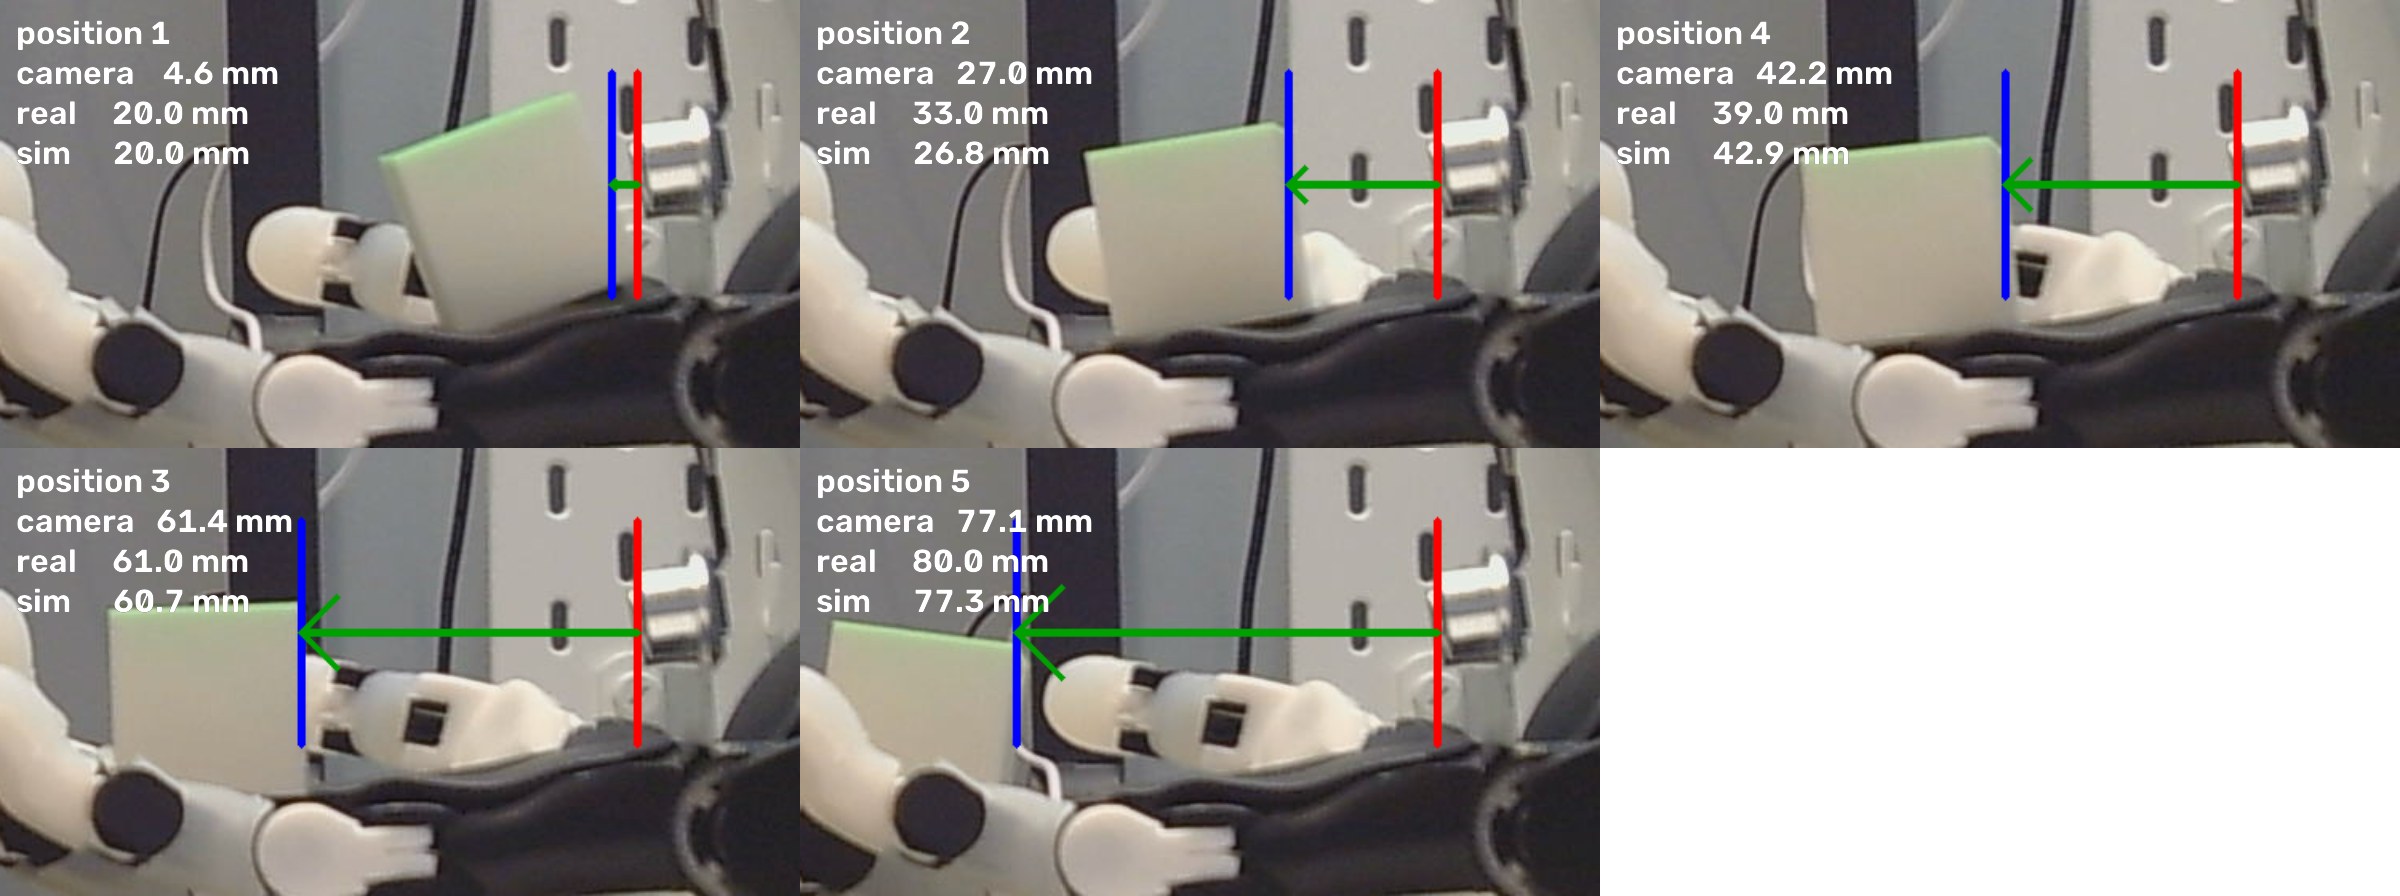 position 1
camera 4.6 mm
real 20.0 mm
sim 20.0 mm
position 2
camera 27.0 mm
real 33.0 mm
sim 26.8 mm
position 4
camera 42.2 mm
real 39.0 mm
sim 42.9 mm
position 3
camera 61.4 mm
real 61.0 mm
sim 60.7 mm
position 5
camera 77.1 mm
real 80.0 mm
sim 77.3 mm